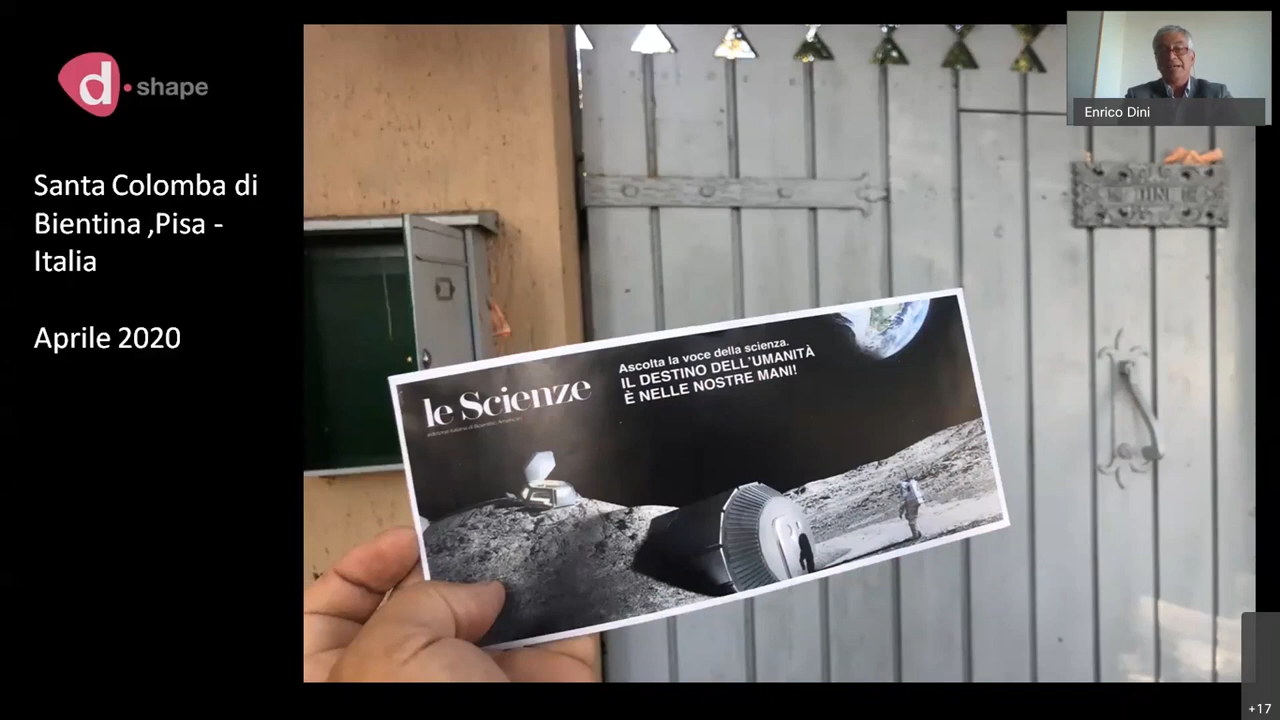 d•shape
Santa Colomba di
Bientina ,Pisa -
Italia
Aprile 2020
le Scienze
Ascolta la voce della scienza.
IL DESTINO DELL'UMANITÀ
È NELLE NOSTRE MANI!
DINI
Enrico Dini
+17